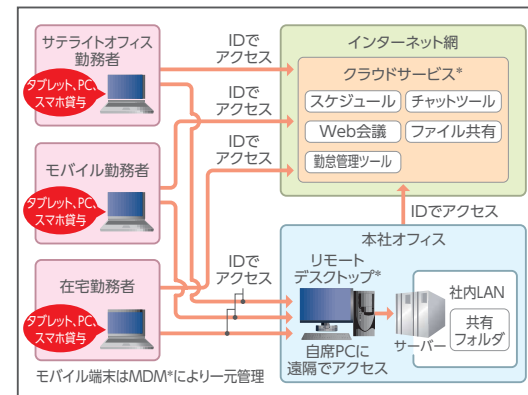 サテライトオフィス
勤務者
タブレット、PC、
スマホ貸与
モバイル勤務者
タブレット、PC、
スマホ貸与
在宅勤務者
タブレット、PC、
スマホ貸与
モバイル端末はMDM*により一元管理
IDで
アクセス
IDで
アクセス
IDで
アクセス
IDで
アクセス
インターネット網
クラウドサービス*
スケジュール
チャットツール
Web会議
ファイル共有
勤怠管理ツール
IDでアクセス
本社オフィス
リモート
デスクトップ*
自席PCに
遠隔でアクセス
サーバー
社内LAN
共有
フォルダ